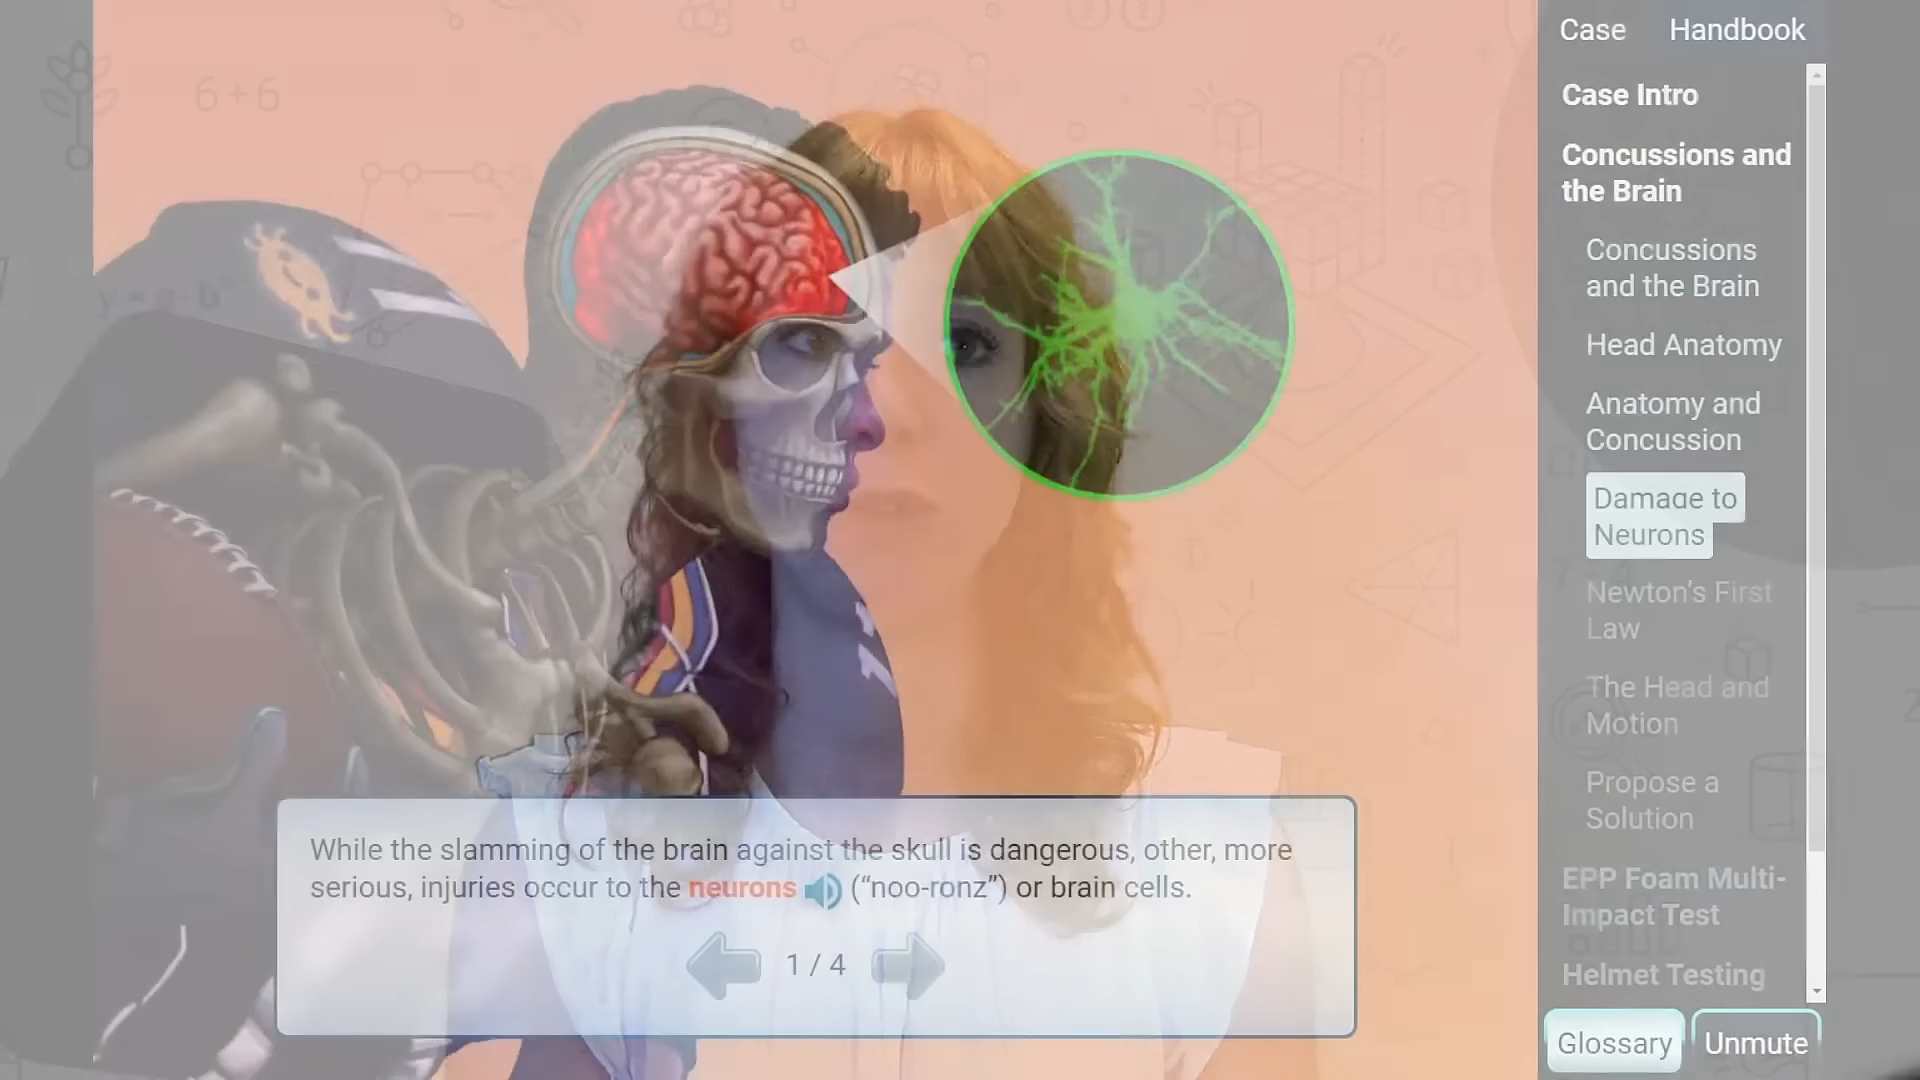 6+6
y = a · b
While the slamming of the brain against the skull is dangerous, other, more
serious, injuries occur to the neurons (“noo-ronz”) or brain cells.
1 / 4
Case Handbook
Case Intro
Concussions and
the Brain
Concussions
and the Brain
Head Anatomy
Anatomy and
Concussion
Damage to
Neurons
Newton’s First
Law
The Head and
Motion
Propose a
Solution
EPP Foam Multi-
Impact Test
Helmet Testing
Glossary Unmute